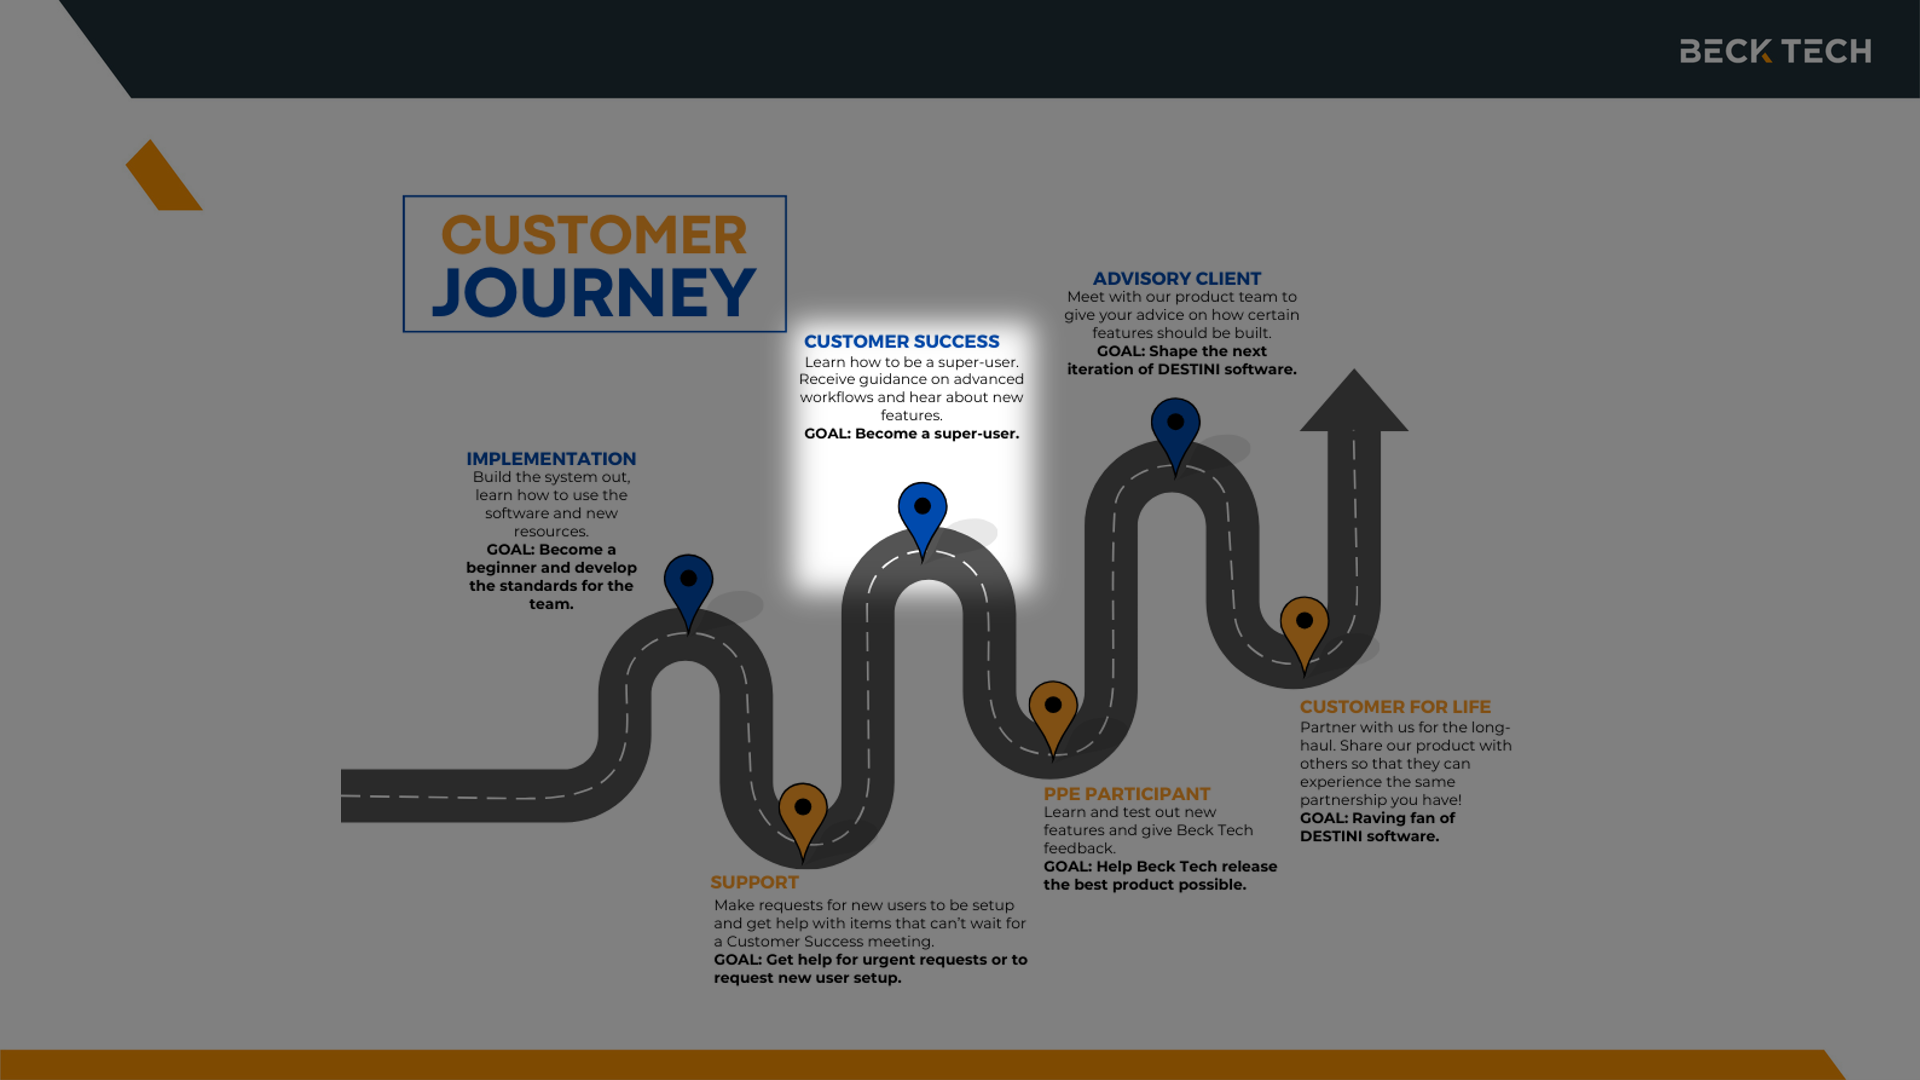 BECK TECH
CUSTOMER
JOURNEY
IMPLEMENTATION
Build the system out,
learn how to use the
software and new
resources.
GOAL: Become a
beginner and develop
the standards for the
team.
SUPPORT
Make requests for new users to be setup
and get help with items that can't wait for
a Customer Success meeting.
GOAL: Get help for urgent requests or to
request new user setup.
CUSTOMER SUCCESS
Learn how to be a super-user.
Receive guidance on advanced
workflows and hear about new
features.
GOAL: Become a super-user.
PPE PARTICIPANT
Learn and test out new
features and give Beck Tech
feedback.
GOAL: Help Beck Tech release
the best product possible.
ADVISORY CLIENT
Meet with our product team to
give your advice on how certain
features should be built.
GOAL: Shape the next
iteration of DESTINI software.
CUSTOMER FOR LIFE
Partner with us for the long-
haul. Share our product with
others so that they can
experience the same
partnership you have!
GOAL: Raving fan of
DESTINI software.